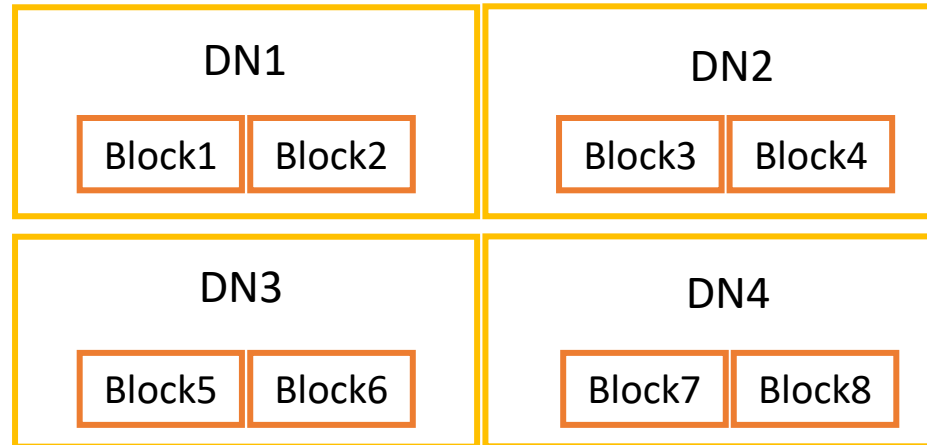 DN1
DN2
Block1 Block2
Block3 Block4
DN3
DN4
Block5 Block6
Block7 Block8